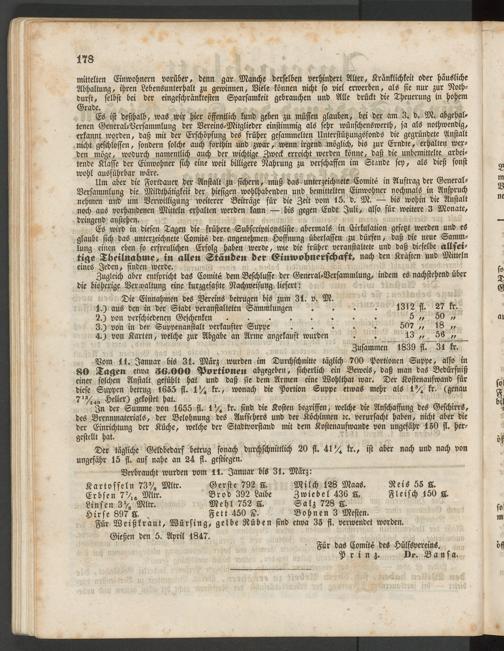 178
mittelten Einwohnern vorüber, denn gar Manchs derselben verhindert Alter, Kränklichkeit oder häusliche
Abhaltung, ihren Lebensunterhalt zu gewinnen, Viele können nicht so viel erwerben, als sie nur zur Noth-
durft, selbst bei der eingeschränktesten Sparsamkeit gebrauchen und Alle drückt die Theurung in hohem
Grade.
Es ist deßhalb, was wir hier öffentlich kund geben zu müssen glauben, bei der am 3. d. M. abgehal-
tenen General-Versammlung der Vereins-Mitglieder einstimmig als sehr wünschenswerth, ja als nothwendig,
erkannt worden, daß mit der Erschöpfung des früher gesammelten Unterstützungsfonds die gegründete Anstalt
nicht geschlossen, sondern solche auch forthin und zwar, wenn irgend möglich, bis zur Erndte, erhalten wer-
den möge, wodurch namentlich auch der wichtige Zweck erreicht werden könne, daß die unbemittelte arbei-
tende Klasse der Einwohner sich eine weit billigere Nahrung zu verschaffen im Stande sey, als dieß sonst
wohl ausführbar wäre.
Um aber die Fortdauer der Anstalt zu sichern, muß das unterzeichnete Comité in Auftrag der General-
Versammlung die Mildthätigkeit der hiesigen wohlhabenden und bemittelten Einwohner nochmals in Anspruch
nehmen und um Verwilligung weiterer Beiträge für die Zeit vom 15. d. M. — bis wohin die Anstalt
noch aus vorhandenen Mitteln erhalten werden kann — bis gegen Ende Juli, also für weitere 3 Monate,
dringend anstehen.
Es wird in diesen Tagen die frühere Subscriptionsliste abermals in Cirkulation gesetzt werden und es
glaubt sich das unterzeichnete Comité der angenehmen Hoffnung überlassen zu dürfen, daß die neue Samm-
lung einen eben so erfreulichen Erfolg haben werde, wie die früher veranstaltete und daß dieselbe allsei-
tige Theilnahme, in allen Ständen der Einwohnerschaft, nach den Kräften und Mitteln
eines Jeden, finden werde.
Zugleich aber entspricht das Comité dem Beschlusse der General-Versammlung, indem es nachstehend über
die bisherige Verwaltung eine kurzgefaßte Nachweisung liefert:
Die Einnahmen des Vereins betrugen bis zum 31. v. M.
1.) aus den in der Stadt veranstalteten Sammlungen . . . . 1312 fl. 27 kr.
2.) von verschiedenen Geschenken . . . . 5 „ 50 „
3.) von in der Suppenanstalt verkaufter Suppe . . . . 507 „ 18 „
4.) von Karten, welche zur Abgabe an Arme angekauft wurden 13 „ 56 „
Zusammen 1839 fl. 31 kr.
Vom 11. Januar bis 31. März wurden im Durchschnitte täglich 700 Portionen Suppe, also in
80 Tagen etwa 56.000 Portionen abgegeben, sicherlich ein Beweis, daß man das Bedürfniß
einer solchen Anstalt gefühlt hat und daß sie den Armen eine Wohlthat war. Der Kostenaufwand für
diese Suppen betrug 1655 fl. 1¼ kr., wonach die Portion Suppe etwas mehr als 1¾ kr. (genau
Heller) gekostet hat.
In der Summe von 1655 fl. 1¼ kr. sind die Kosten begriffen, welche die Anschaffung des Geschirrs,
des Brennmaterials, der Belohnung des Aufsehers und der Köchinnen ꝛc. verursacht haben, nicht aber die
der Einrichtung der Küche, welche der Stadtvorstand mit dem Kostenaufwande von ungefähr 150 fl. her-
gestellt hat.
Der tägliche Geldbedarf betrug sonach durchschnittlich 20 fl. 41¼ kr., ist aber nach und nach von
ungefähr 15 fl. auf nahe an 24 fl. gestiegen.
Verbraucht wurden vom 11. Januar bis 31. März:
Kartoffeln 73¾ Mltr. Gerste 792 ℔. Milch 128 Maas. Reis 55 ℔.
Erbsen Mltr. Brod 392 Laibe Zwiebel 436 ℔. Fleisch 150 ℔.
Linsen Mltr. Mehl 752 ℔. Salz 728 ℔.
Hirse 897 ℔. Fett 450 ℔. Bohnen 3 Mesten.
Für Weißkraut, Würsing, gelbe Rüben sind etwa 35 fl. verwendet worden.
Gießen den 5. April 1847.
Für das Comité des Hülfsvereins.
Prinz. Dr. Bansa.